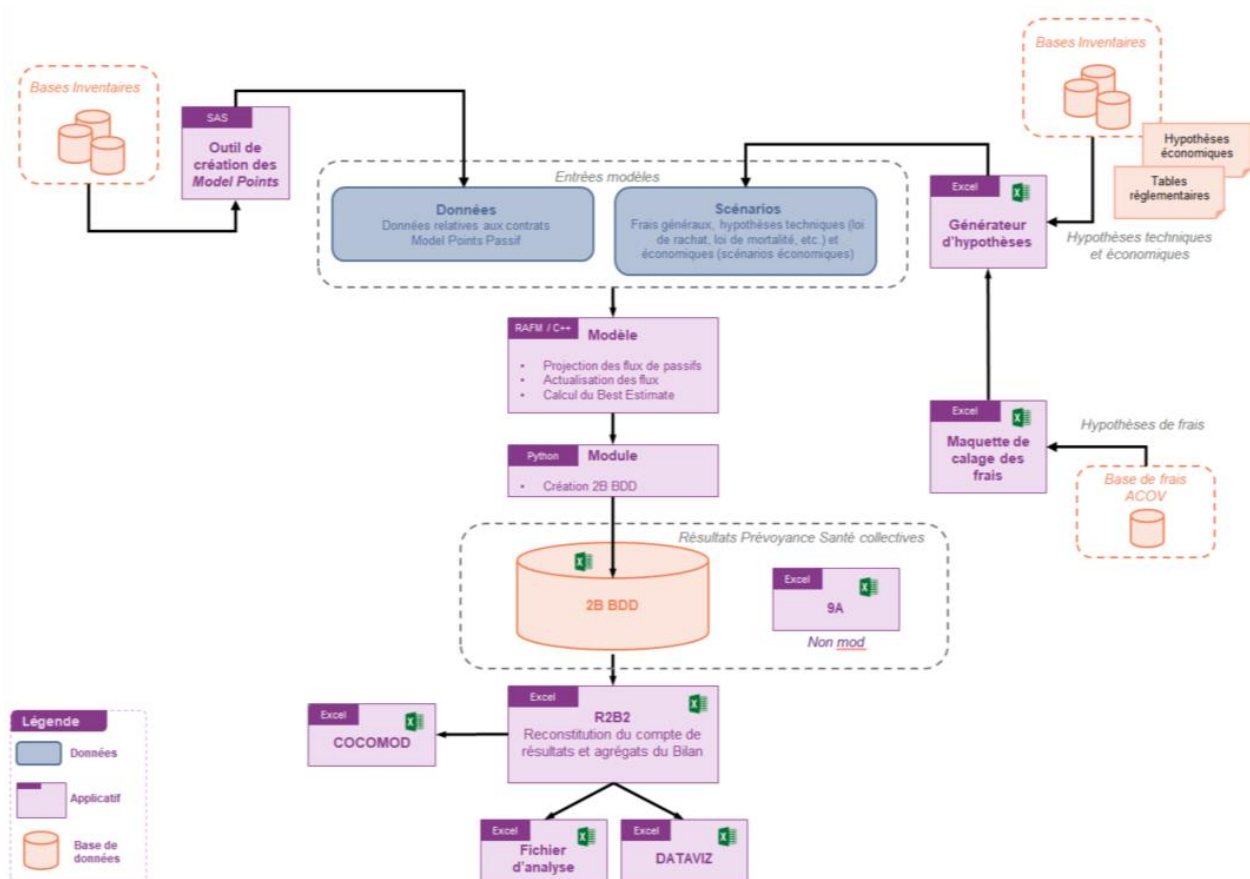 Bases Inventaires
SAS
Outil de
création des
Model Points
Bases Inventaires
Hypothèses
économiques
Tables
réglementaires
Excel
Générateur
d'hypothèses
Hypothèses techniques
et économiques
Entrées modèles
Données
Données relatives aux contrats
Model Points Passif
Scénarios
Frais généraux, hypothèses techniques (loi
de rachat, loi de mortalité, etc.) et
économiques (scénarios économiques)
RAFM / C++
Modèle
• Projection des flux de passifs
• Actualisation des flux
• Calcul du Best Estimate
Excel
Maquette de
calage des
frais
Hypothèses de frais
Base de frais
ACOV
Python
Module
• Création 2B BDD
Résultats Prévoyance Santé collectives
2B BDD
Excel
9A
Non mod
Excel
R2B2
Reconstitution du compte de
résultats et agrégats du Bilan
Excel
COCOMOD
Excel
Fichier
d'analyse
Excel
DATAVIZ
Légende
Données
Applicatif
Base de
données